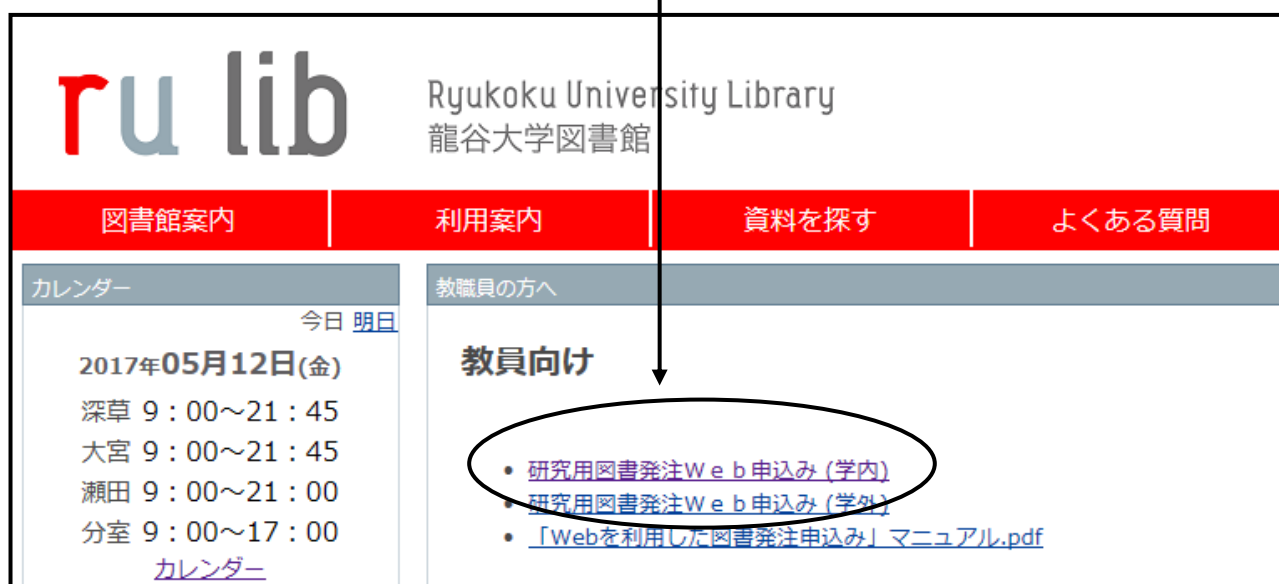 ru lib
Ryukoku University Library
龍谷大学図書館
図書館案内 利用案内 資料を探す よくある質問
カレンダー
今日 明日
2017年05月12日(金)
深草 9：00～21：45
大宮 9：00～21：45
瀬田 9：00～21：00
分室 9：00～17：00
カレンダー
教職員の方へ
教員向け
• 研究用図書発注Ｗｅｂ申込み (学内)
• 研究用図書発注Ｗｅｂ申込み (学外)
• 「Webを利用した図書発注申込み」マニュアル.pdf